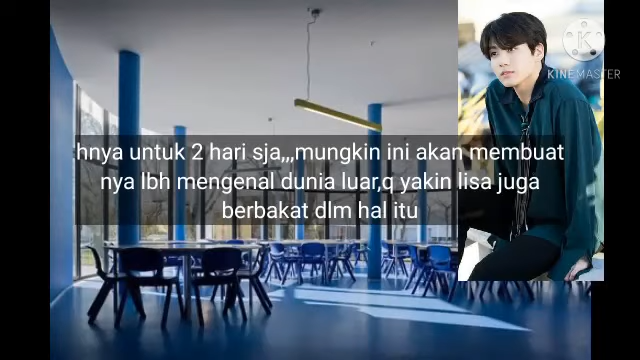 KINEMASTER
hnya untuk 2 hari sja,,,mungkin ini akan membuat
nya lbh mengenal dunia luar,q yakin lisa juga
berbakat dlm hal itu